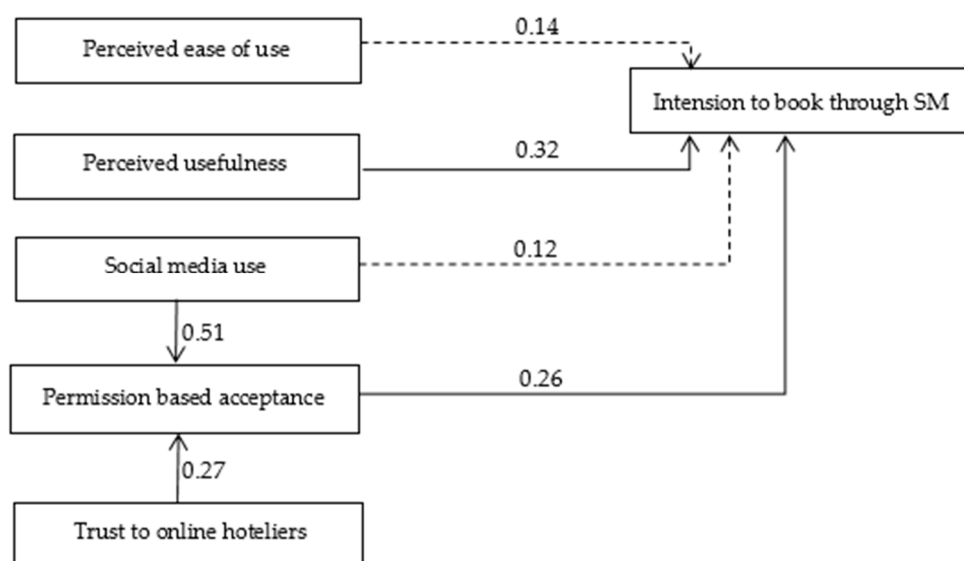 Perceived ease of use
0.14
Intension to book through SM
Perceived usefulness
0.32
Social media use
0.12
0.51
Permission based acceptance
0.26
0.27
Trust to online hoteliers